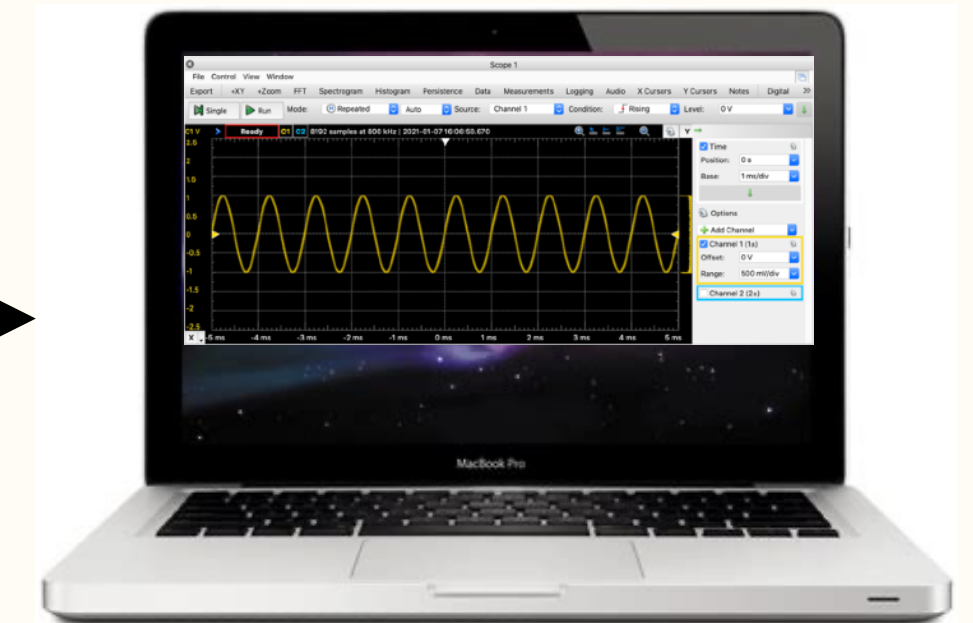 Scope 1
File Control View Window
Export +XY +Zoom FFT Spectrogram Histogram Persistence Data Measurements Logging Audio X Cursors Y Cursors Notes Digital
Single Run Mode: Repeated Auto Source: Channel 1 Condition: Rising Level: 0 V
C1 V Ready C1 C2 8192 samples at 800 kHz | 2021-01-07 16:06:50.670 Y
2.5
2
1.5
1
0.5
0
-0.5
-1
-1.5
-2
-2.5
X -5 ms -4 ms -3 ms -2 ms -1 ms 0 ms 1 ms 2 ms 3 ms 4 ms 5 ms
Time
Position: 0 s
Base: 1 ms/div
Options
Add Channel
Channel 1 (1±)
Offset: 0 V
Range: 500 mV/div
Channel 2 (2±)
MacBook Pro